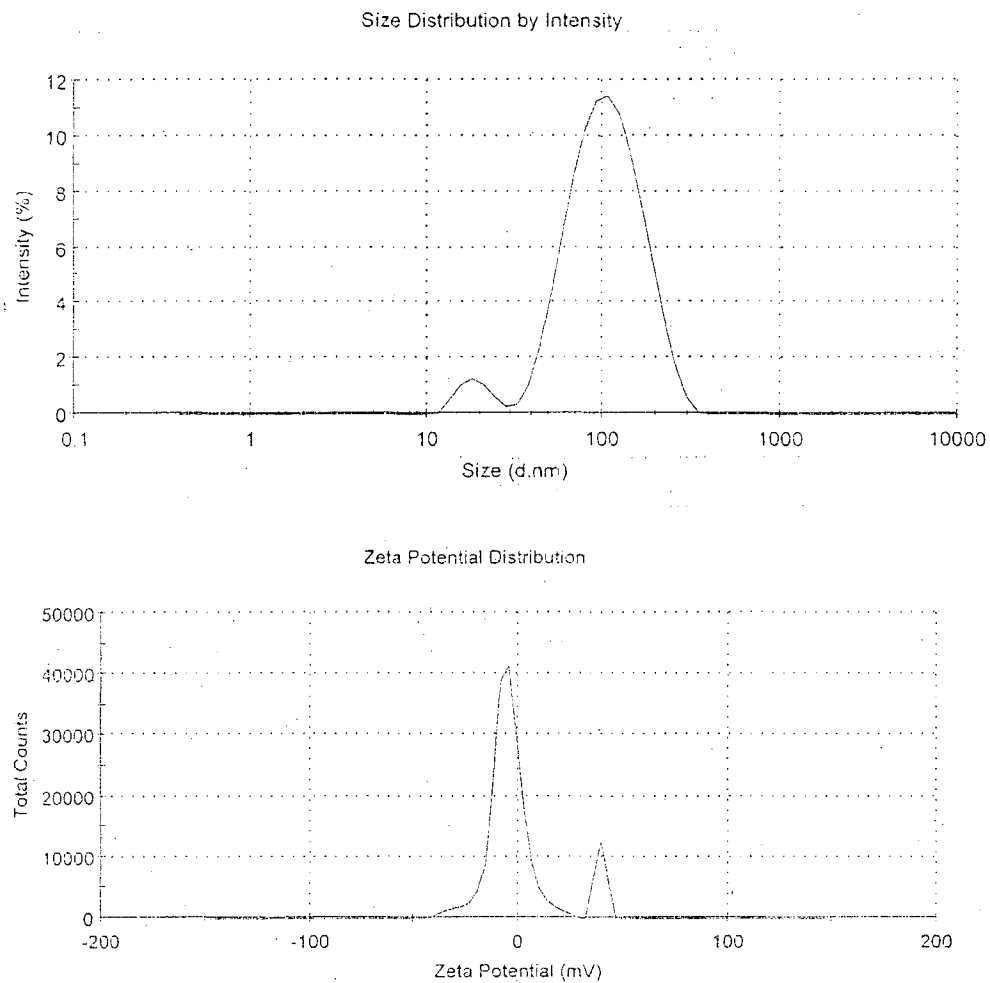 Size Distribution by Intensity
12
10
8
6
4
2
0
Intensity (%)
0.1 1 10 100 1000 10000
Size (d.nm)
Zeta Potential Distribution
50000
40000
30000
20000
10000
0
Total Counts
-200 -100 0 100 200
Zeta Potential (mV)